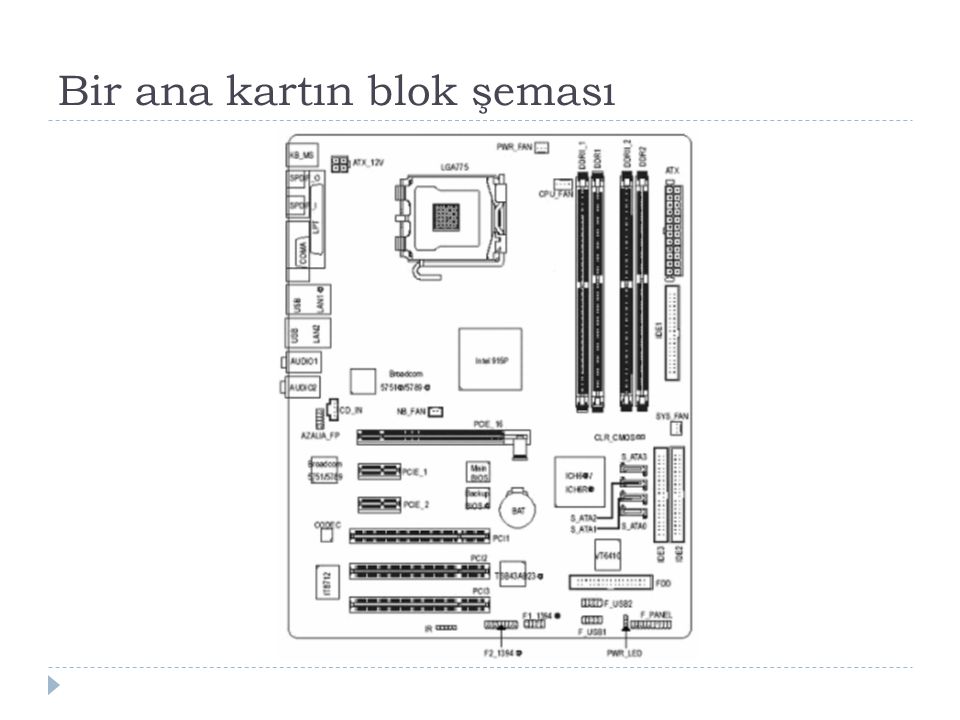 Bir ana kartın blok şeması
KB_MS
ATX_12V
LGA775
PWR_FAN
CPU_FAN
DDRII_1
DDR1
DDRII_2
DDR2
ATX
SPDIF_O
SPDIF_I
LPT
COMA
USB
LAN1
USB
LAN2
AUDIO1
AUDIO2
Intel 915P
IDE1
Broadcom
5751/5789
CD_IN
NB_FAN
AZALIA_FP
PCIE_16
SYS_FAN
CLR_CMOS
Broadcom
5751/5789
PCIE_1
Main
BIOS
ICH6/
ICH6R
S_ATA3
PCIE_2
Backup
BIOS
BAT
S_ATA2
S_ATA1
S_ATA0
CODEC
PCI1
IDE3
IDE2
PCI2
VT6410
IT8712
TSB43AB23
FDD
PCI3
F_USB2
F1_1394
F_PANEL
IR
F_USB1
F2_1394
PWR_LED